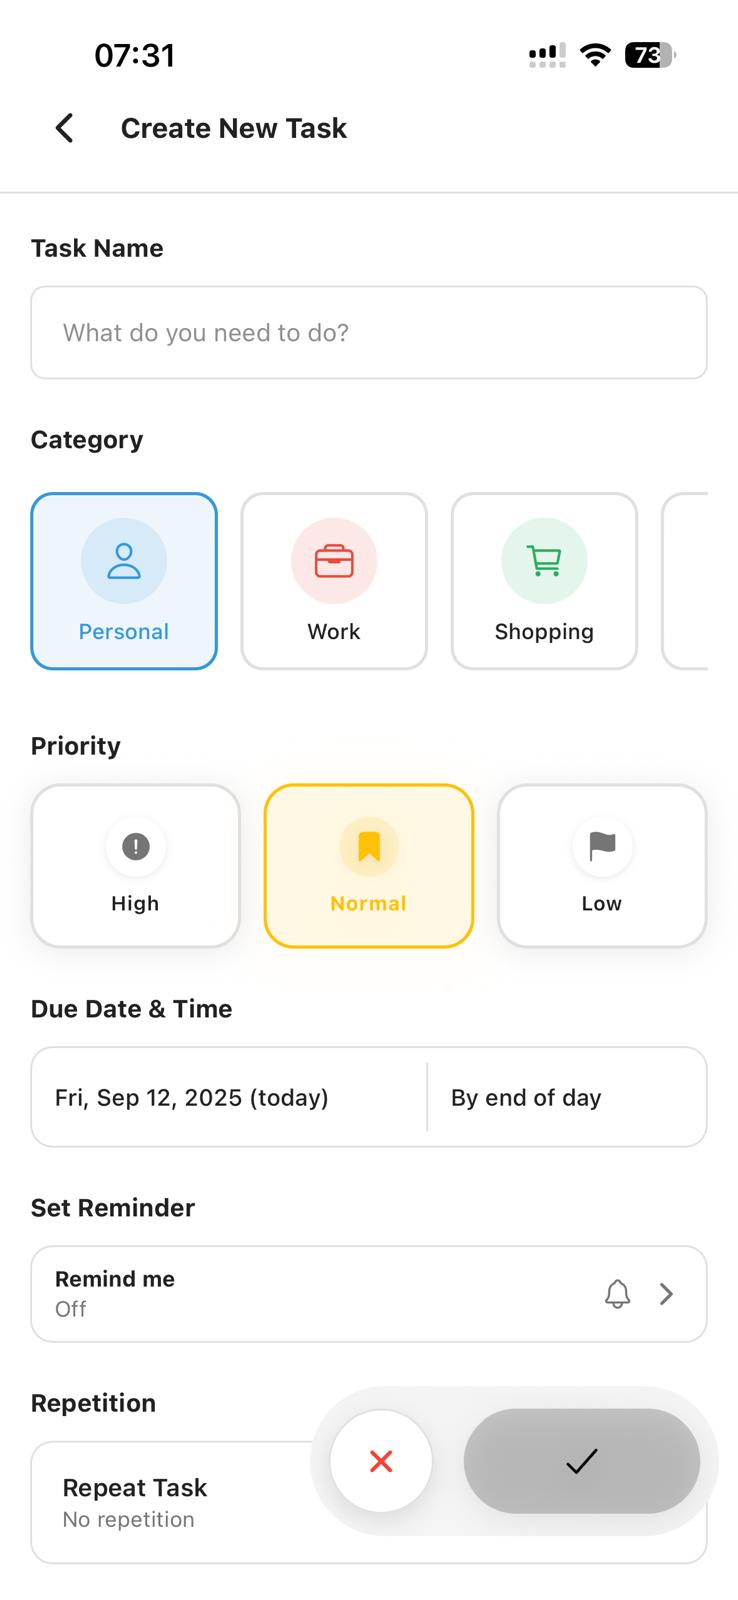 07:31
73
Create New Task
Task Name
What do you need to do?
Category
Personal
Work
Shopping
Priority
High
Normal
Low
Due Date & Time
Fri, Sep 12, 2025 (today)
By end of day
Set Reminder
Remind me
Off
Repetition
Repeat Task
No repetition